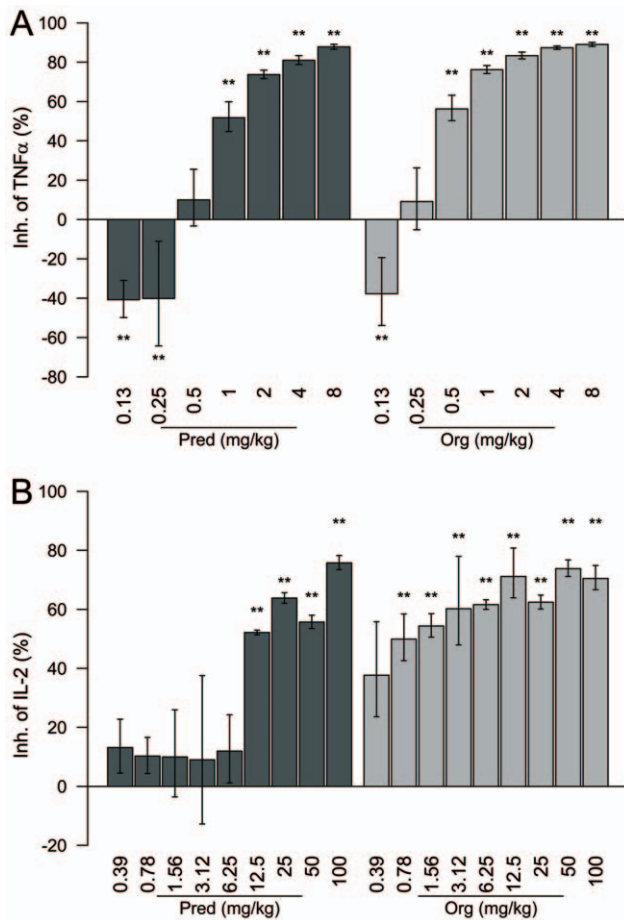 A
Inh. of TNFα (%)
100
80
60
40
20
0
-20
-40
-60
-80
** ** ** ** ** ** ** ** ** ** ** **
0.13 0.25 0.5 1 2 4 8 0.13 0.25 0.5 1 2 4 8
Pred (mg/kg) Org (mg/kg)
B
Inh. of IL-2 (%)
100
80
60
40
20
0
-20
** ** ** ** ** ** ** ** ** ** ** **
0.39 0.78 1.56 3.12 6.25 12.5 25 50 100 0.39 0.78 1.56 3.12 6.25 12.5 25 50 100
Pred (mg/kg) Org (mg/kg)